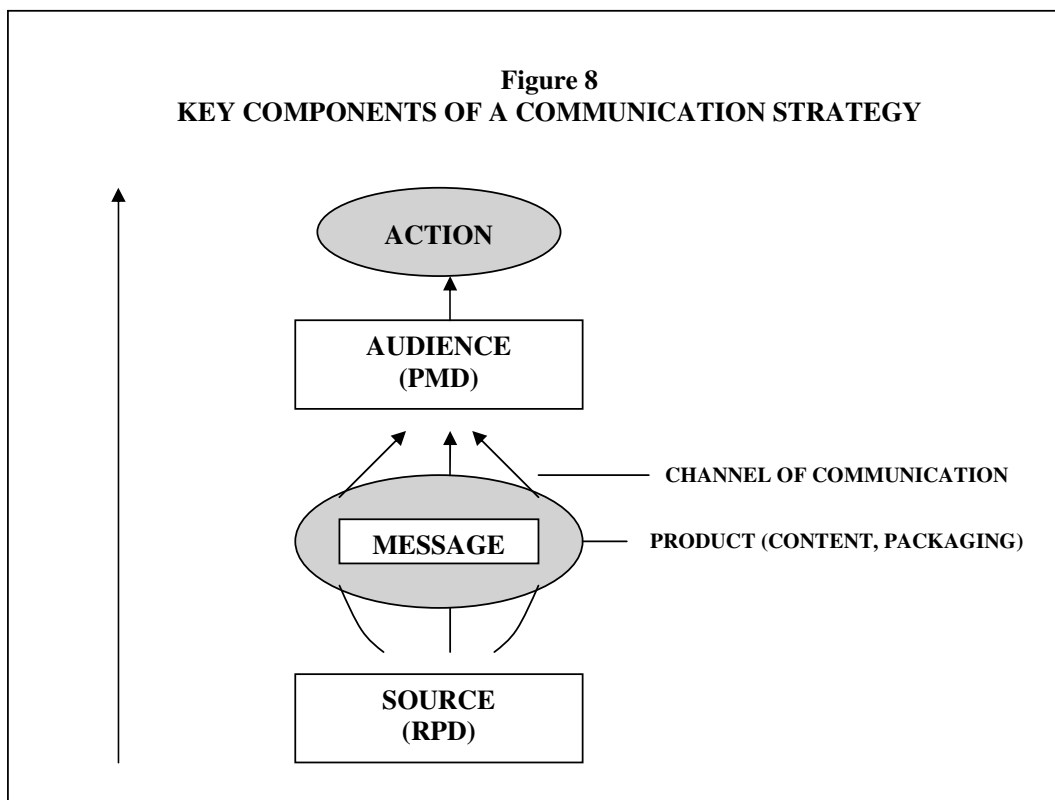 Figure 8
KEY COMPONENTS OF A COMMUNICATION STRATEGY
ACTION
AUDIENCE
(PMD)
CHANNEL OF COMMUNICATION
MESSAGE
PRODUCT (CONTENT, PACKAGING)
SOURCE
(RPD)